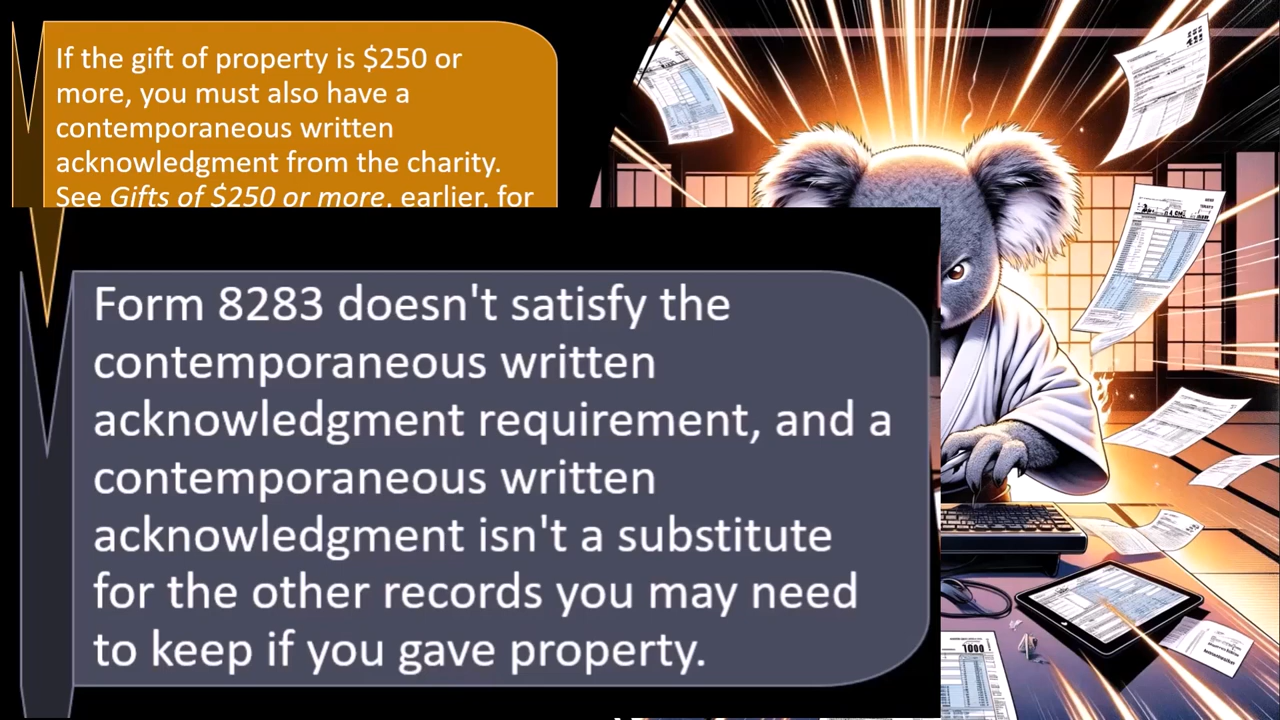 If the gift of property is $250 or
more, you must also have a
contemporaneous written
acknowledgment from the charity.
See Gifts of $250 or more, earlier, for
Form 8283 doesn't satisfy the
contemporaneous written
acknowledgment requirement, and a
contemporaneous written
acknowledgment isn't a substitute
for the other records you may need
to keep if you gave property.
1000